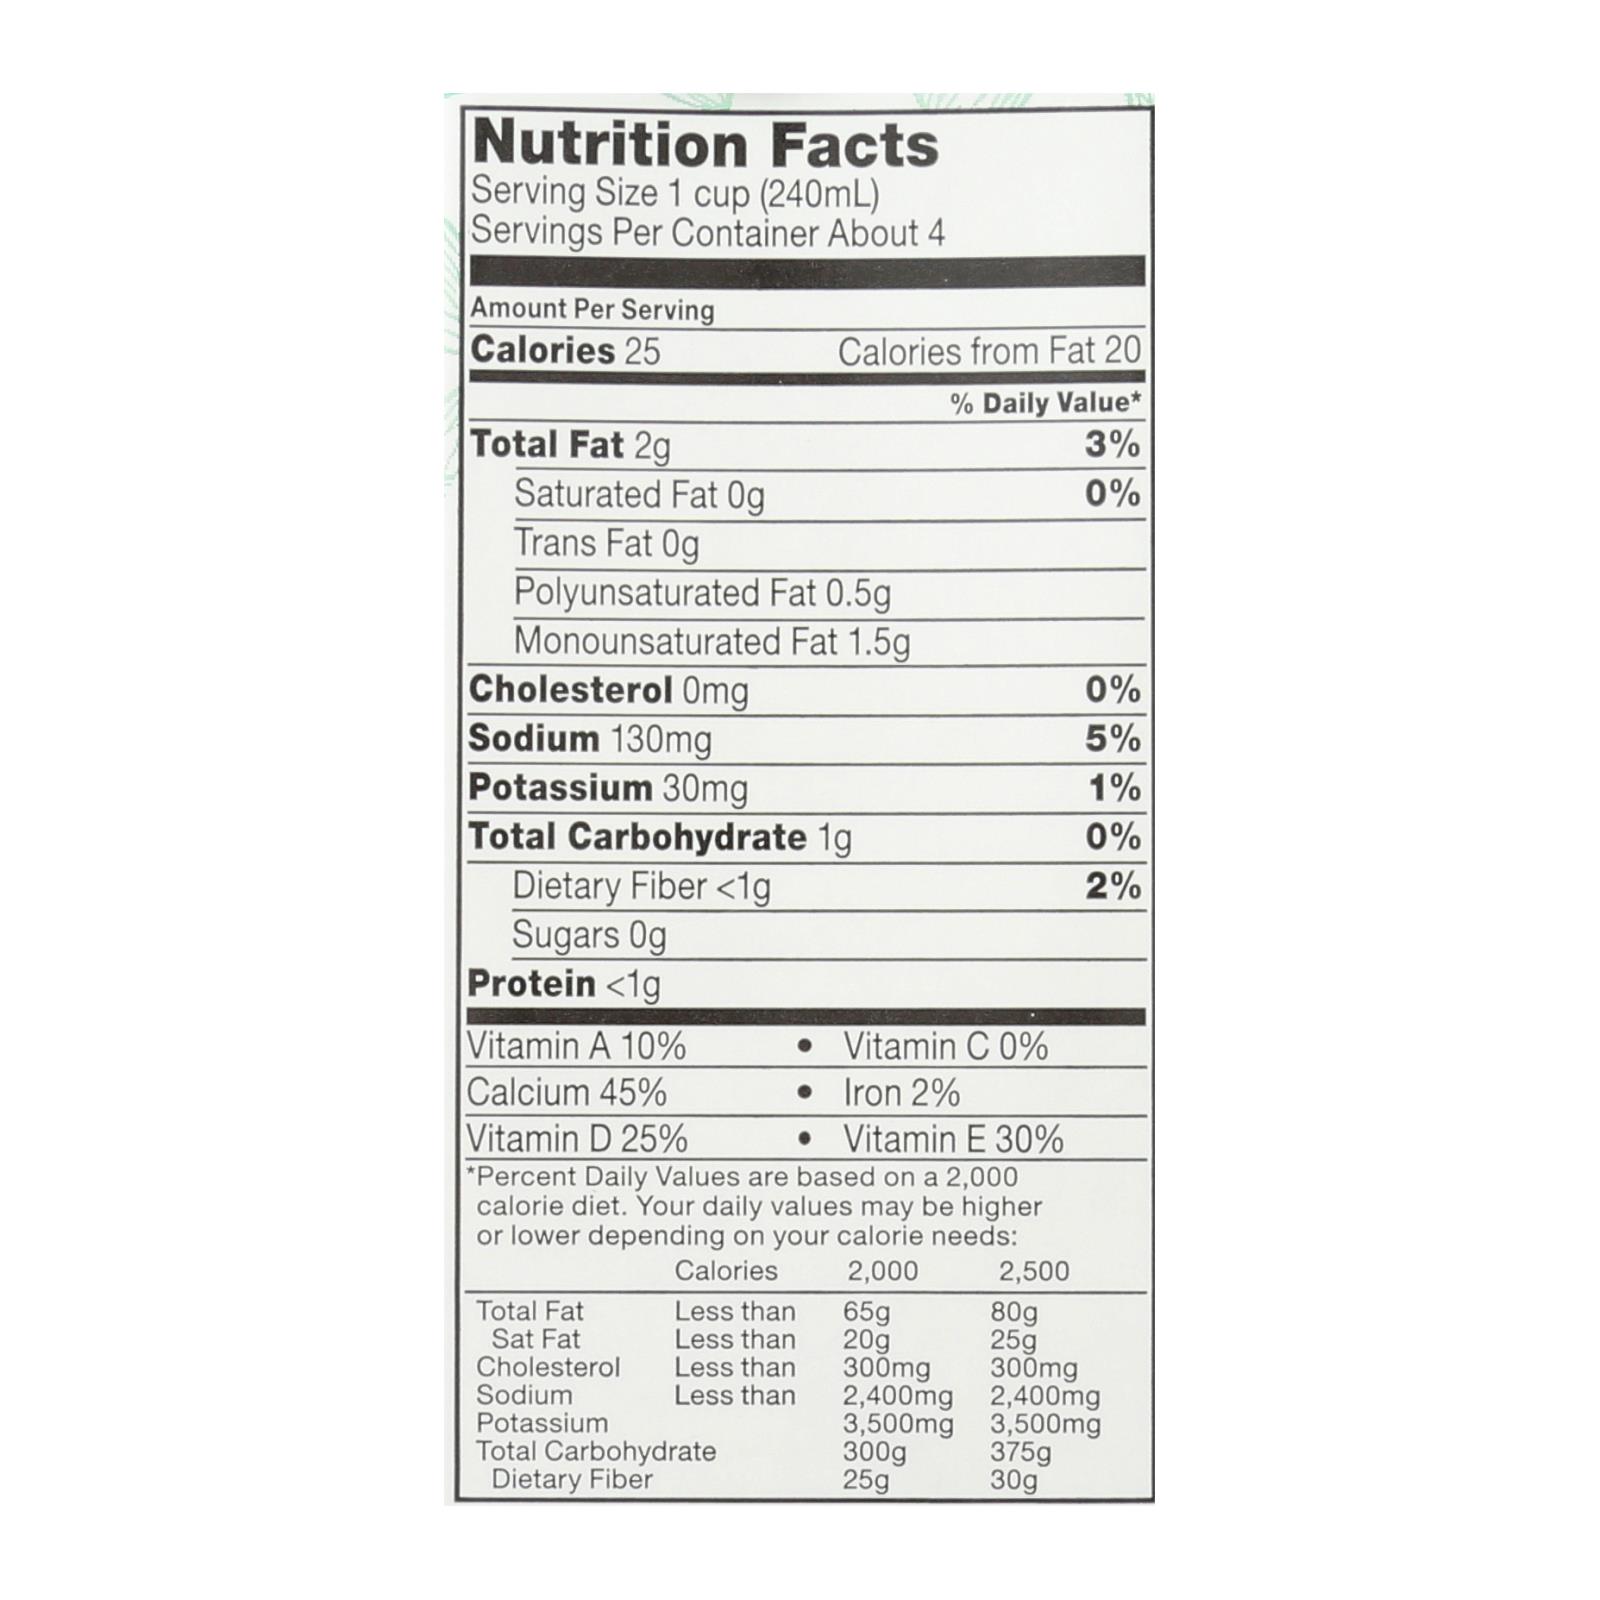 Nutrition Facts
Serving Size 1 cup (240mL)
Servings Per Container About 4
Amount Per Serving
Calories 25 Calories from Fat 20
% Daily Value*
Total Fat 2g 3%
Saturated Fat 0g 0%
Trans Fat 0g
Polyunsaturated Fat 0.5g
Monounsaturated Fat 1.5g
Cholesterol 0mg 0%
Sodium 130mg 5%
Potassium 30mg 1%
Total Carbohydrate 1g 0%
Dietary Fiber <1g 2%
Sugars 0g
Protein <1g
Vitamin A 10% • Vitamin C 0%
Calcium 45% • Iron 2%
Vitamin D 25% • Vitamin E 30%
*Percent Daily Values are based on a 2,000
calorie diet. Your daily values may be higher
or lower depending on your calorie needs:
Calories 2,000 2,500
Total Fat Less than 65g 80g
Sat Fat Less than 20g 25g
Cholesterol Less than 300mg 300mg
Sodium Less than 2,400mg 2,400mg
Potassium 3,500mg 3,500mg
Total Carbohydrate 300g 375g
Dietary Fiber 25g 30g